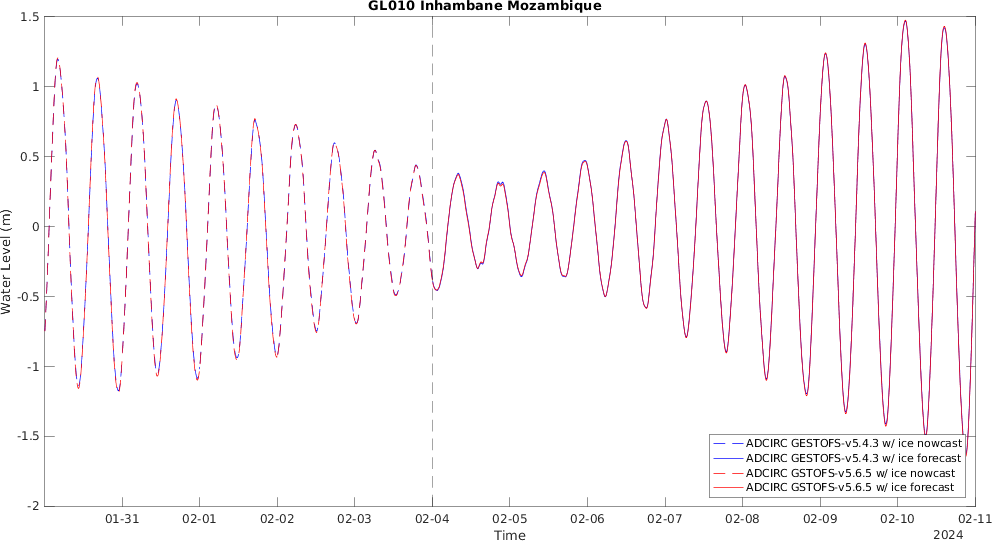 GL010 Inhambane Mozambique
Water Level (m)
1.5
1
0.5
0
-0.5
-1
-1.5
-2
ADCIRC GESTOFS-v5.4.3 w/ ice nowcast
ADCIRC GESTOFS-v5.4.3 w/ ice forecast
ADCIRC GSTOFS-v5.6.5 w/ ice nowcast
ADCIRC GSTOFS-v5.6.5 w/ ice forecast
01-31 02-01 02-02 02-03 02-04 02-05 02-06 02-07 02-08 02-09 02-10 02-11
Time
2024